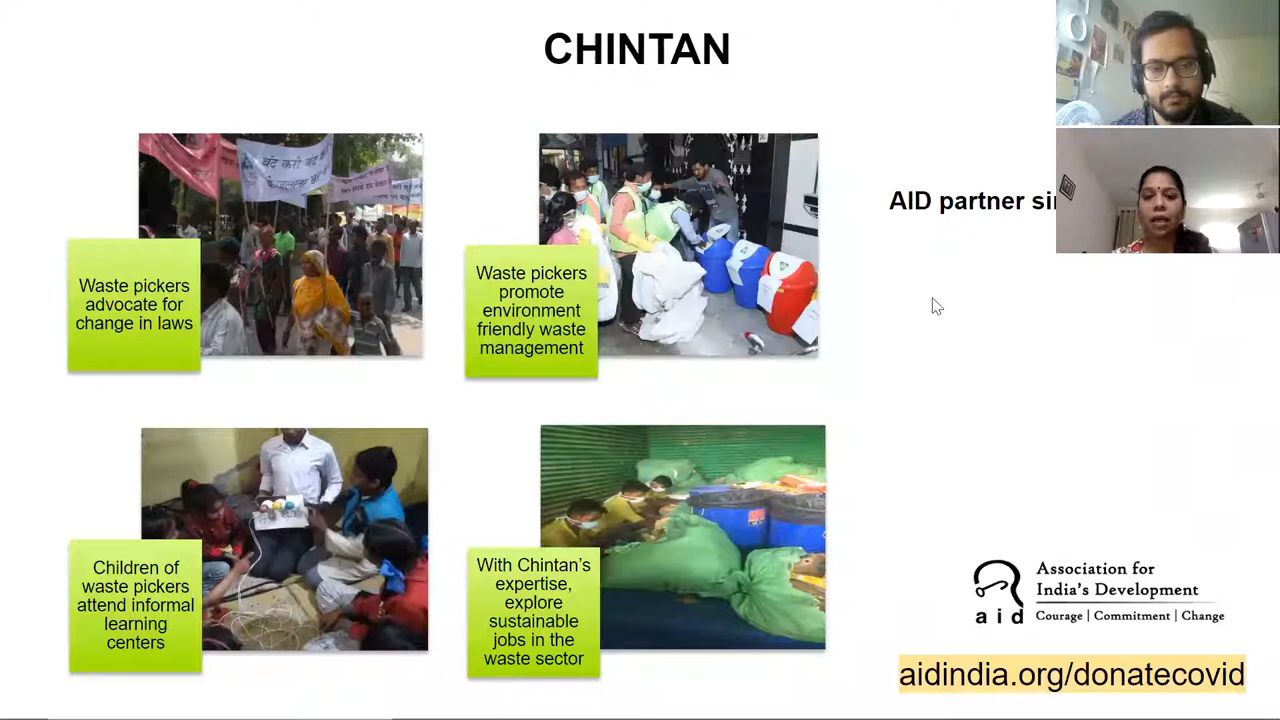 CHINTAN
बंद करो बंद
Waste pickers
advocate for
change in laws
Waste pickers
promote
environment
friendly waste
management
AID partner si
Children of
waste pickers
attend informal
learning
centers
With Chintan's
expertise,
explore
sustainable
jobs in the
waste sector
aid
Association for
India's Development
Courage | Commitment | Change
aidindia.org/donatecovid